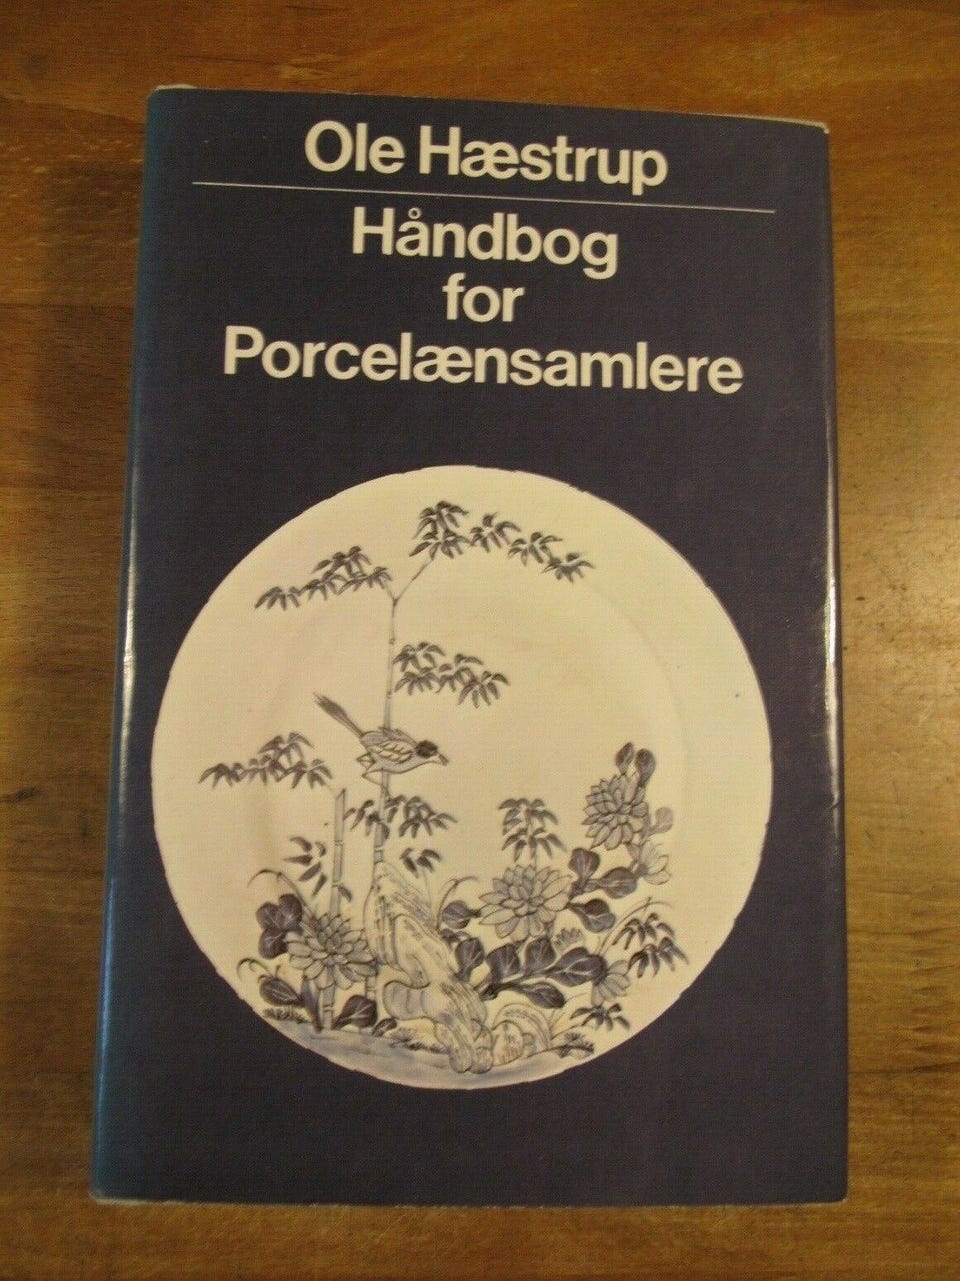 Ole Hæstrup
Håndbog
for
Porcelænsamlere